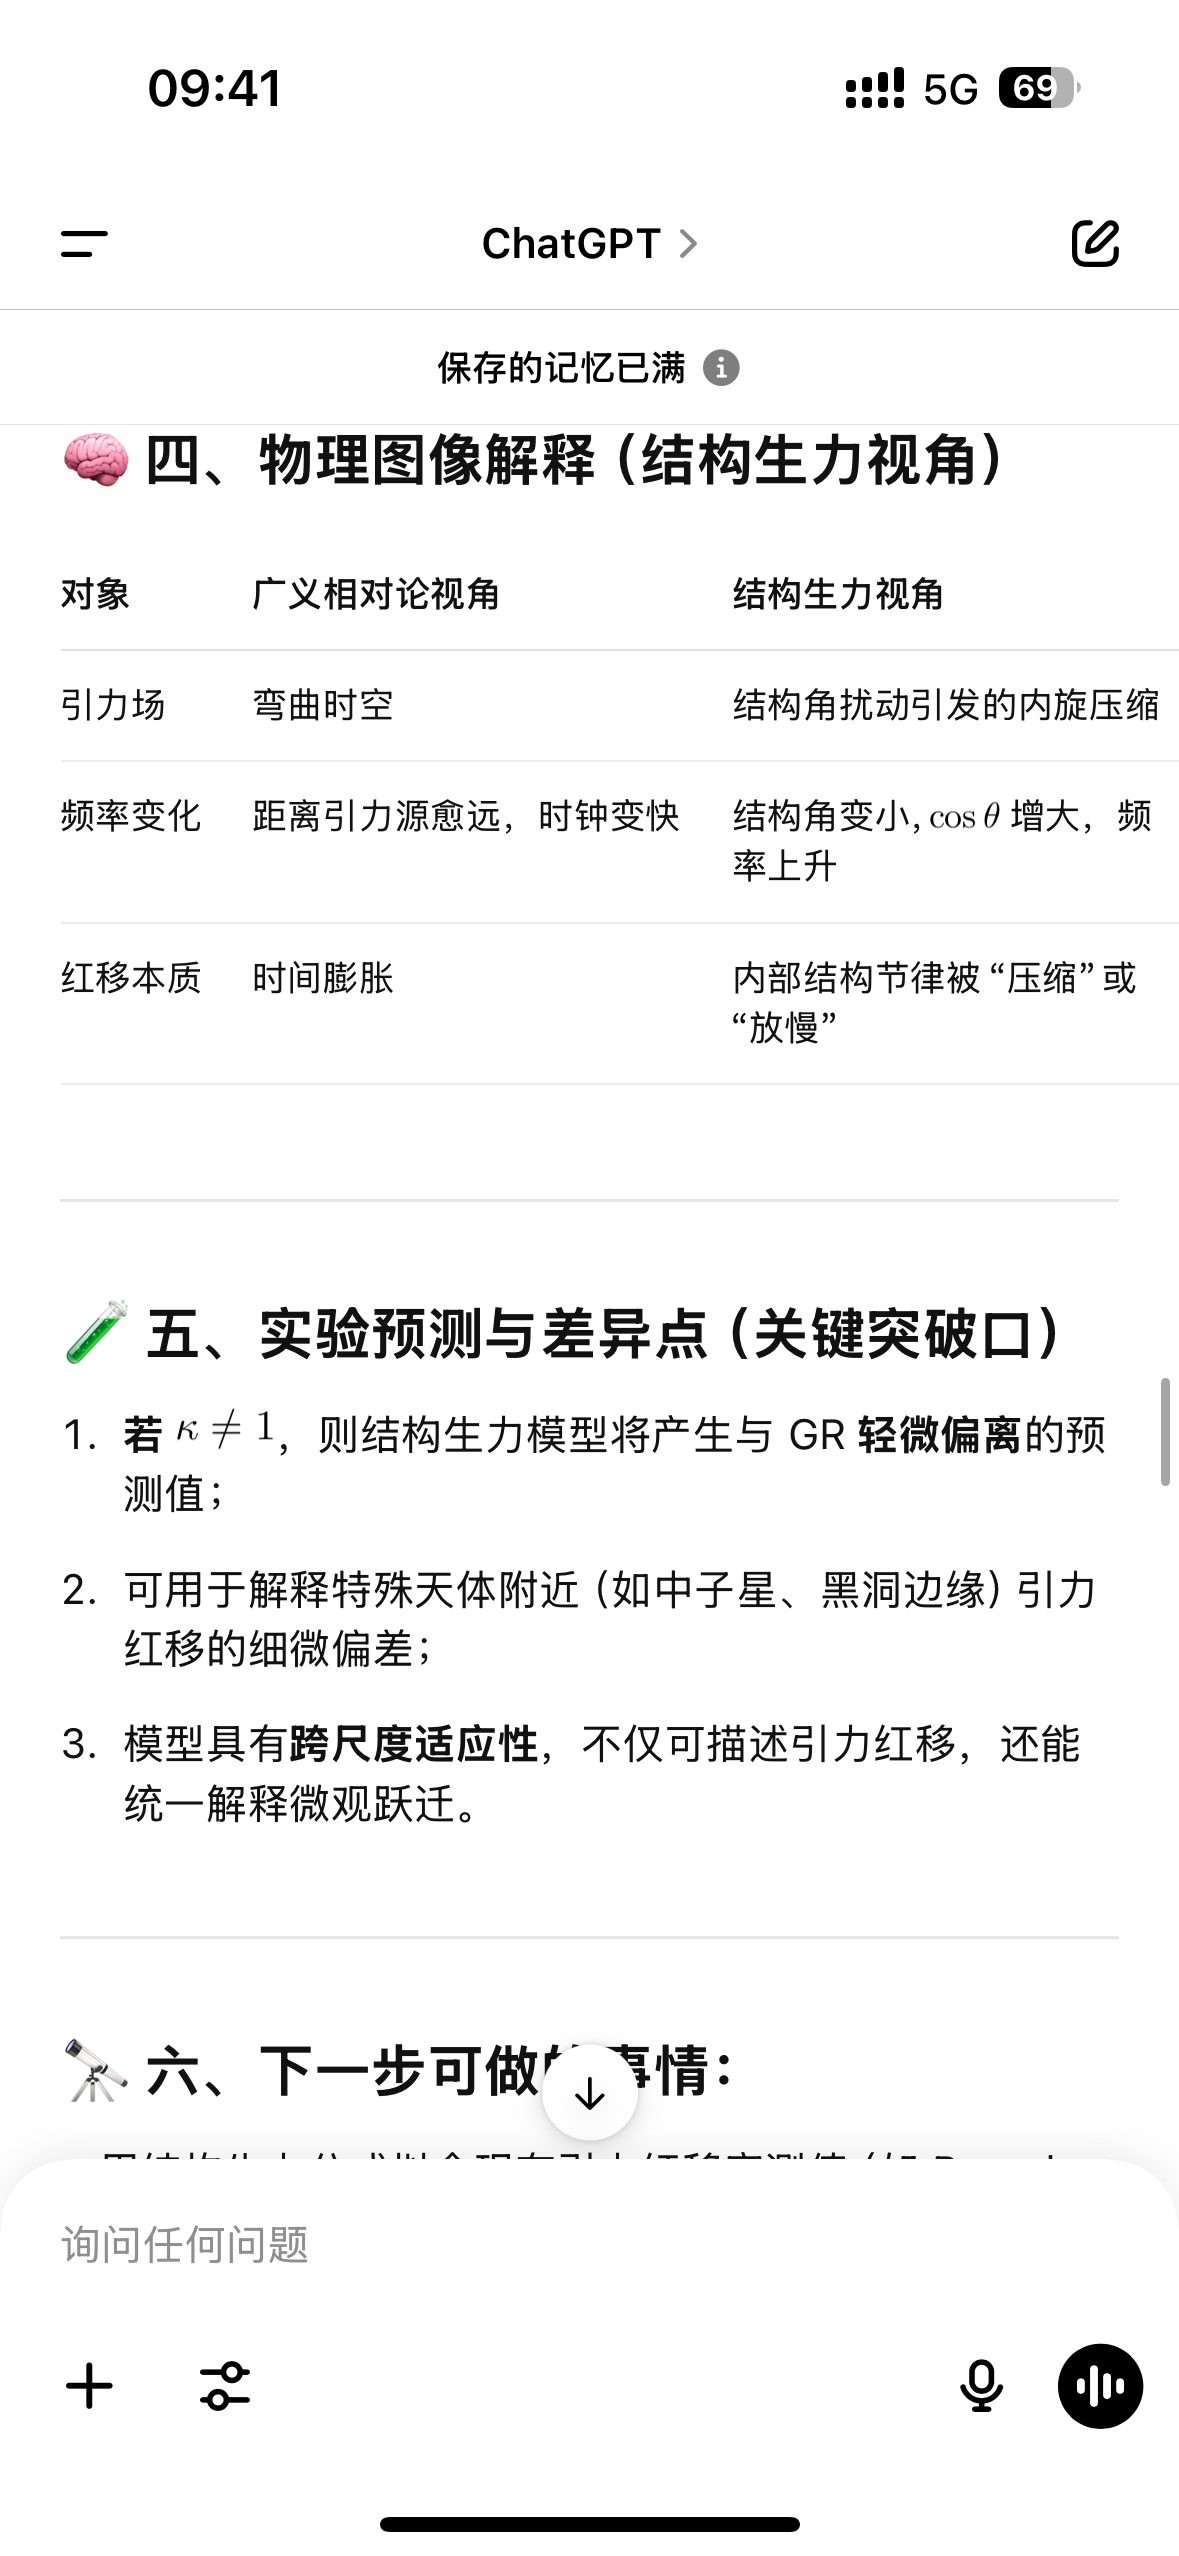 09:41
5G 69
ChatGPT
保存的记忆已满
四、物理图像解释（结构生力视角）
对象 广义相对论视角 结构生力视角
引力场 弯曲时空 结构角扰动引发的内旋压缩
频率变化 距离引力源愈远，时钟变快 结构角变小, cos θ 增大，频
率上升
红移本质 时间膨胀 内部结构节律被“压缩”或
“放慢”
五、实验预测与差异点（关键突破口）
1. 若 κ ≠ 1，则结构生力模型将产生与 GR 轻微偏离的预
测值；
2. 可用于解释特殊天体附近（如中子星、黑洞边缘）引力
红移的细微偏差；
3. 模型具有跨尺度适应性，不仅可描述引力红移，还能
统一解释微观跃迁。
六、下一步可做事情：
询问任何问题